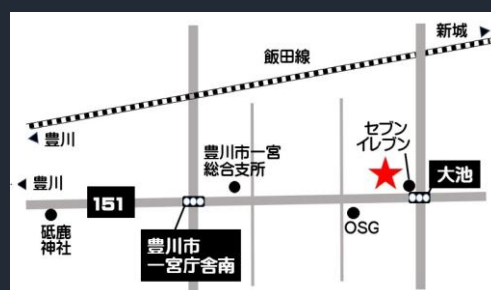 新城
飯田線
豊川
豊川
豊川市一宮
総合支所
セブン
イレブン
大池
151
砥鹿
神社
豊川市
一宮庁舎南
OSG